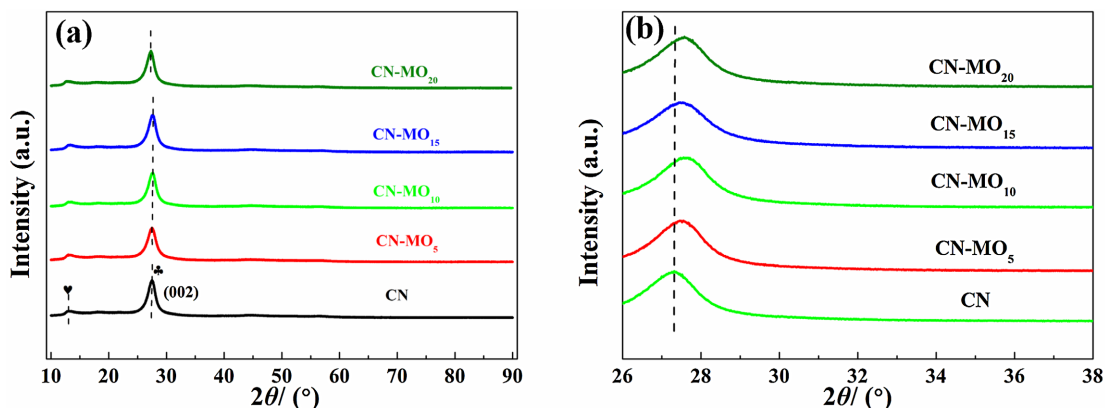 (a)
CN-MO₂₀
CN-MO₁₅
CN-MO₁₀
CN-MO₅
♣
♥
(002)
CN
Intensity (a.u.)
10 20 30 40 50 60 70 80 90
2θ/ (°)
(b)
CN-MO₂₀
CN-MO₁₅
CN-MO₁₀
CN-MO₅
CN
Intensity (a.u.)
26 28 30 32 34 36 38
2θ/ (°)